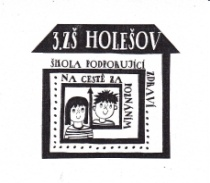 3.ZŠ HOLEŠOV
ŠKOLA PODPORUJÍCÍ
ZDRAVÍ
NA CESTĚ ZA
POZNÁNÍM